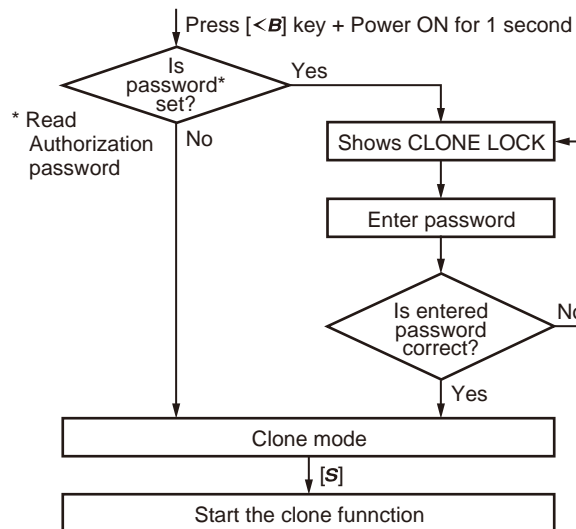 Press [<B] key + Power ON for 1 second
Is
password*
set?
Yes
* Read
Authorization
password
No
Shows CLONE LOCK
Enter password
Is entered
password
correct?
No
Yes
Clone mode
[S]
Start the clone funnction